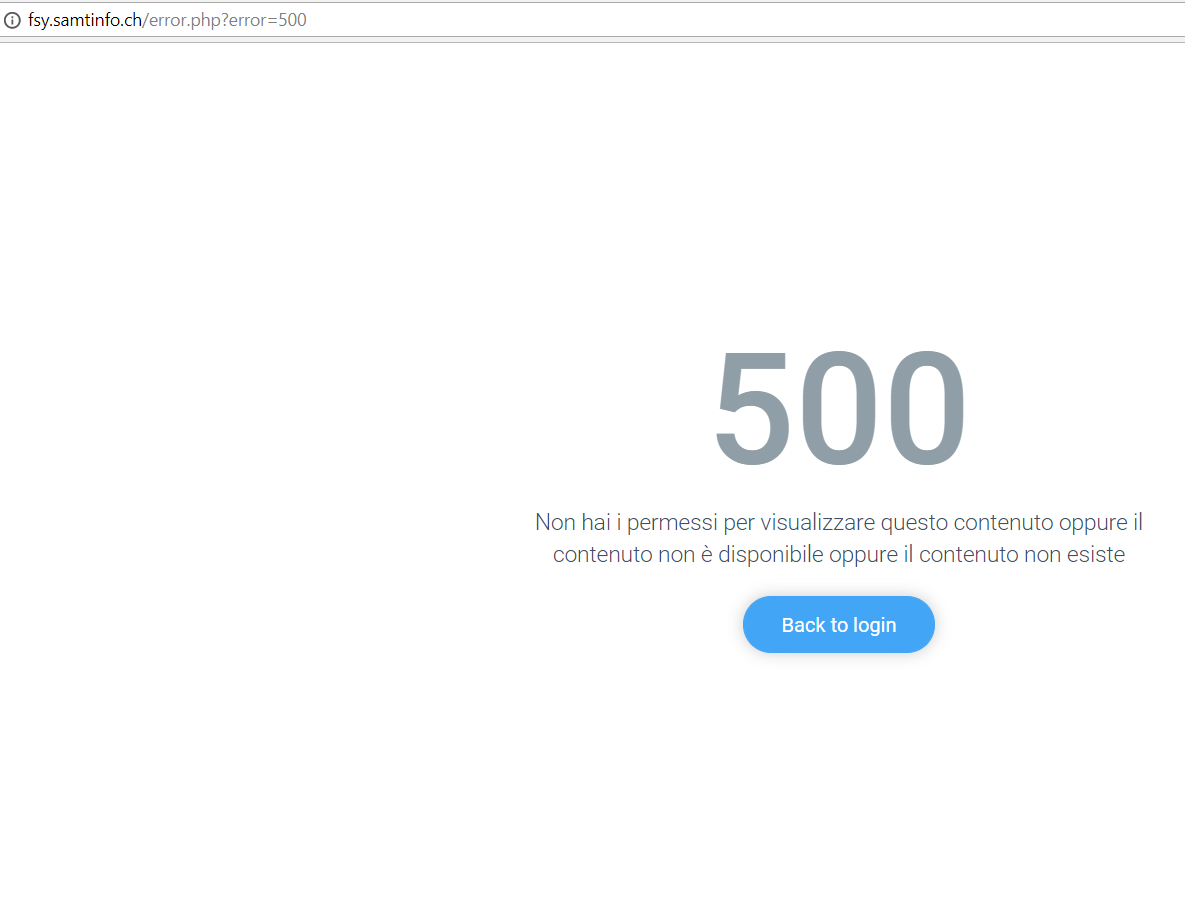 fsy.samtinfo.ch/error.php?error=500
500
Non hai i permessi per visualizzare questo contenuto oppure il
contenuto non è disponibile oppure il contenuto non esiste
Back to login